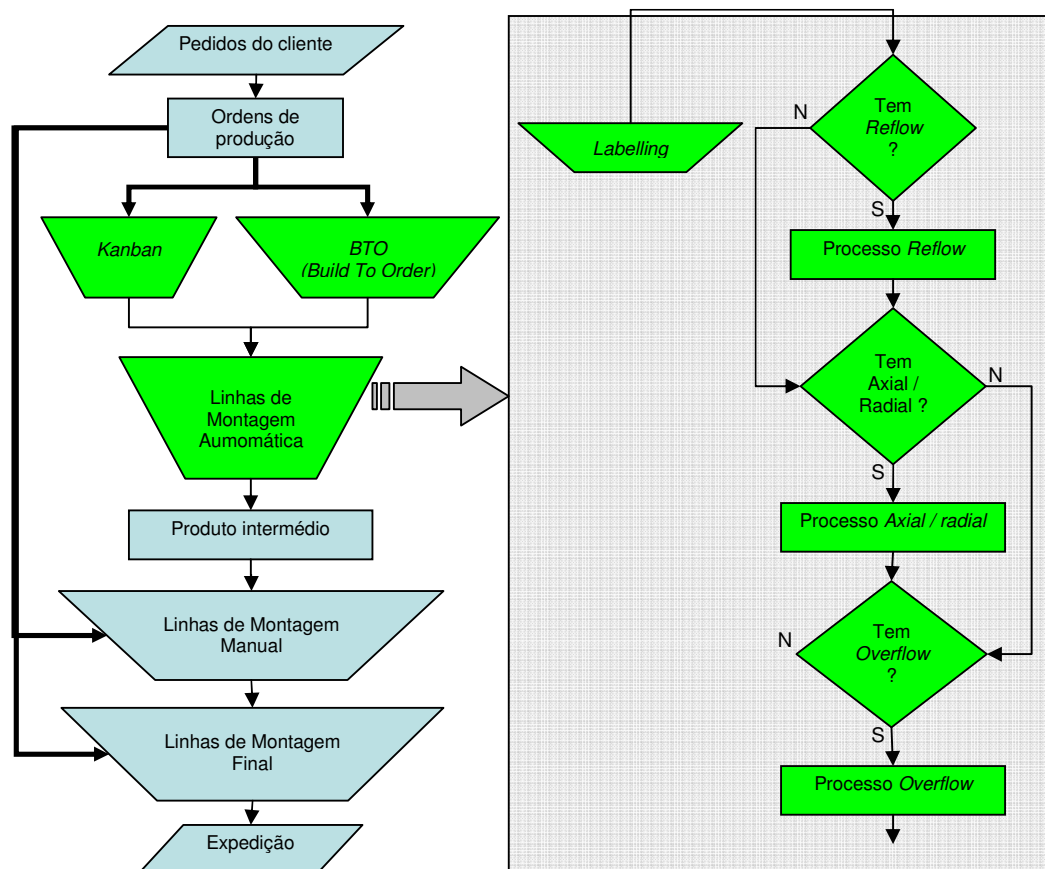 Pedidos do cliente
Ordens de
produção
Kanban
BTO
(Build To Order)
Linhas de
Montagem
Aumomática
Produto intermédio
Linhas de Montagem
Manual
Linhas de Montagem
Final
Expedição
Labelling
Tem
Reflow
?
N
S
Processo Reflow
Tem
Axial /
Radial ?
N
S
Processo Axial / radial
Tem
Overflow
?
N
S
Processo Overflow